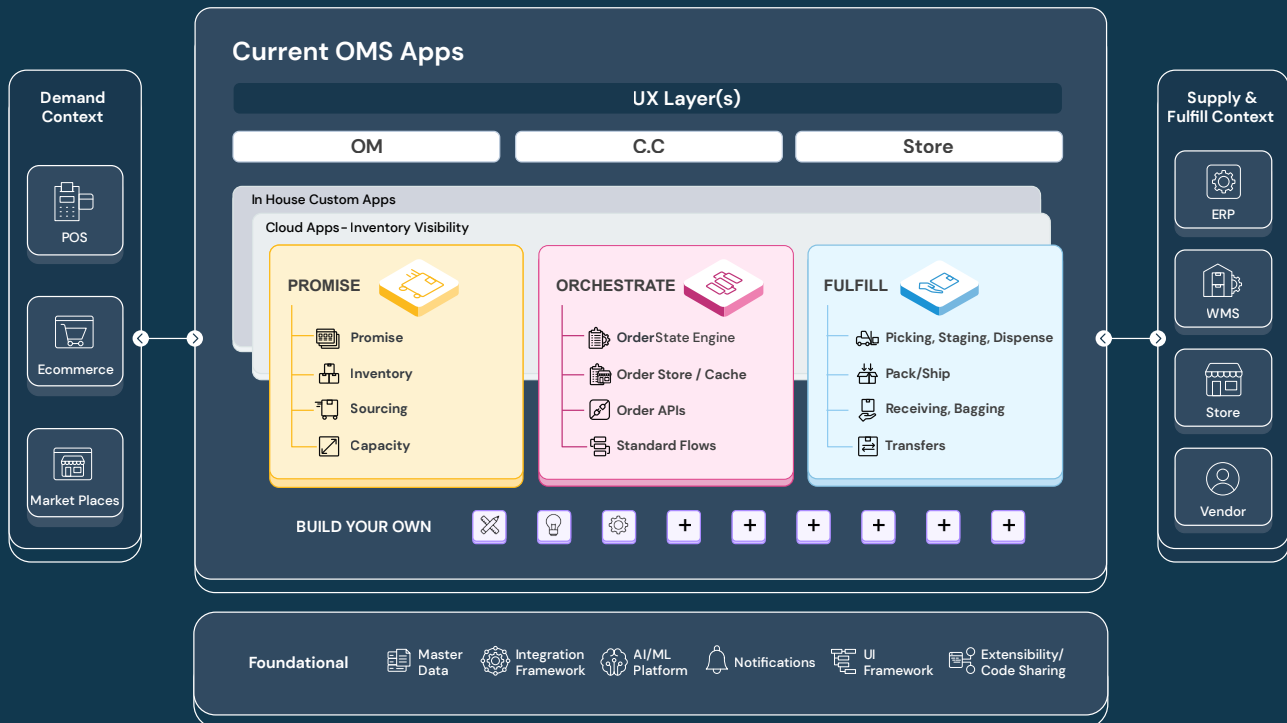 Current OMS Apps
UX Layer(s)
OM
C.C
Store
Demand
Context
POS
Ecommerce
Market Places
In House Custom Apps
Cloud Apps - Inventory Visibility
PROMISE
Promise
Inventory
Sourcing
Capacity
ORCHESTRATE
OrderState Engine
Order Store / Cache
Order APIs
Standard Flows
FULFILL
Picking, Staging, Dispense
Pack/Ship
Receiving, Bagging
Transfers
BUILD YOUR OWN
Supply &
Fulfill Context
ERP
WMS
Store
Vendor
Foundational
Master
Data
Integration
Framework
AI/ML
Platform
Notifications
UI
Framework
Extensibility/
Code Sharing